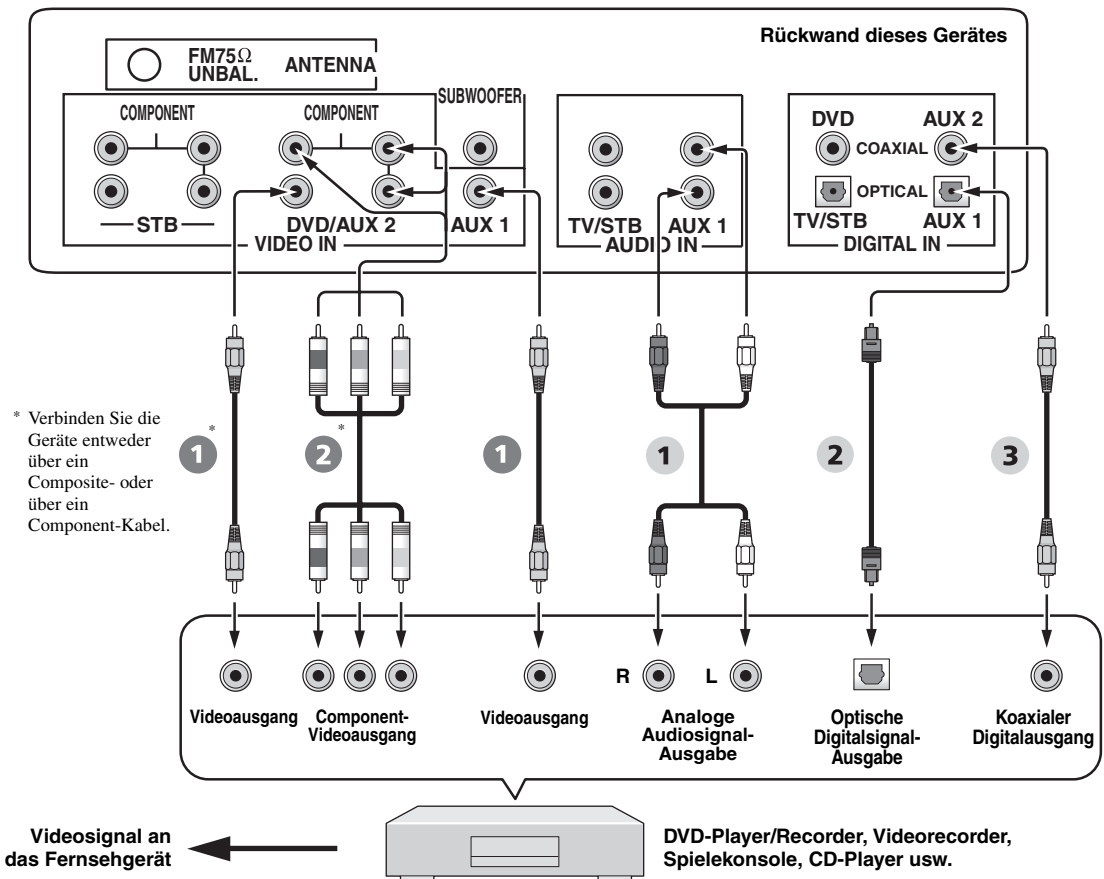 Rückwand dieses Gerätes
FM75Ω
UNBAL.
ANTENNA
COMPONENT
COMPONENT
SUBWOOFER
DVD
AUX 2
COAXIAL
OPTICAL
STB
DVD/AUX 2
AUX 1
VIDEO IN
TV/STB
AUX 1
AUDIO IN
TV/STB
AUX 1
DIGITAL IN
* Verbinden Sie die
Geräte entweder
über ein
Composite- oder
über ein
Component-Kabel.
1*
2*
1
1
2
3
R
L
Videoausgang
Component-
Videoausgang
Videoausgang
Analoge
Audiosignal-
Ausgabe
Optische
Digitalsignal-
Ausgabe
Koaxialer
Digitalausgang
Videosignal an
das Fernsehgerät
DVD-Player/Recorder, Videorecorder,
Spielekonsole, CD-Player usw.